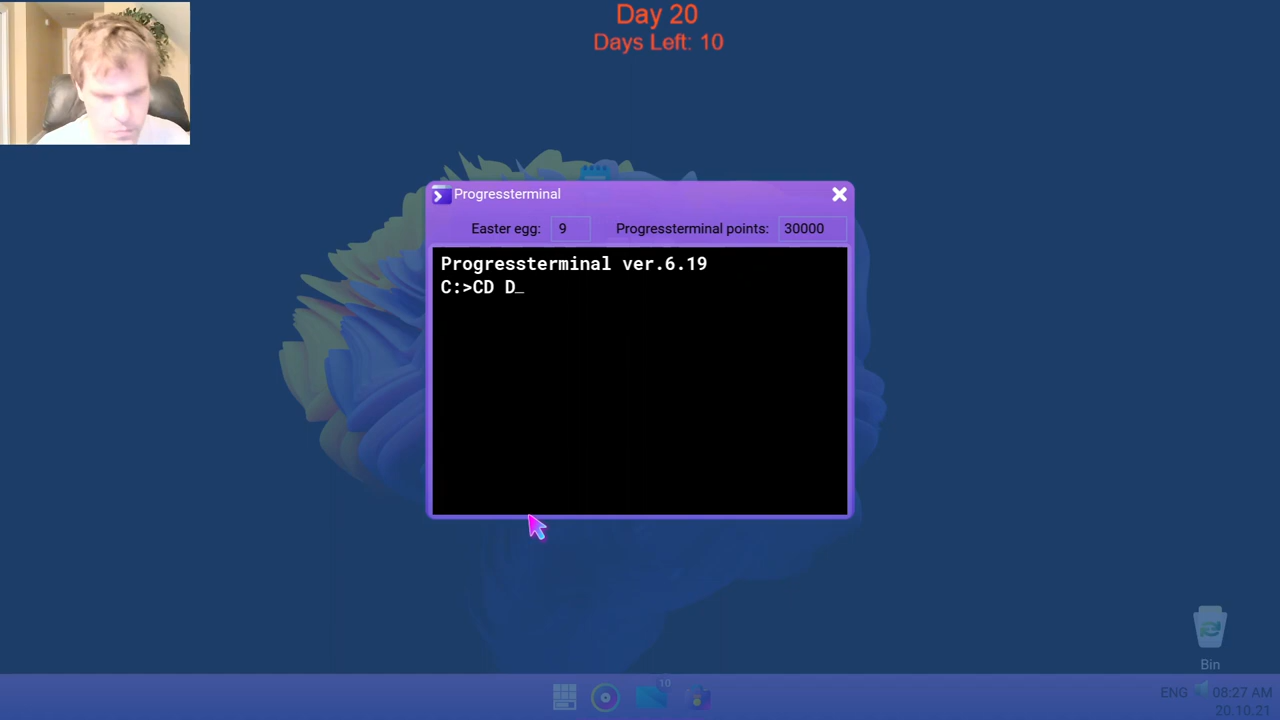 Day 20
Days Left: 10
Progressterminal
Easter egg: 9 Progressterminal points: 30000
Progressterminal ver.6.19
C:>CD D_
Bin
10
ENG 08:27 AM
20.10.21